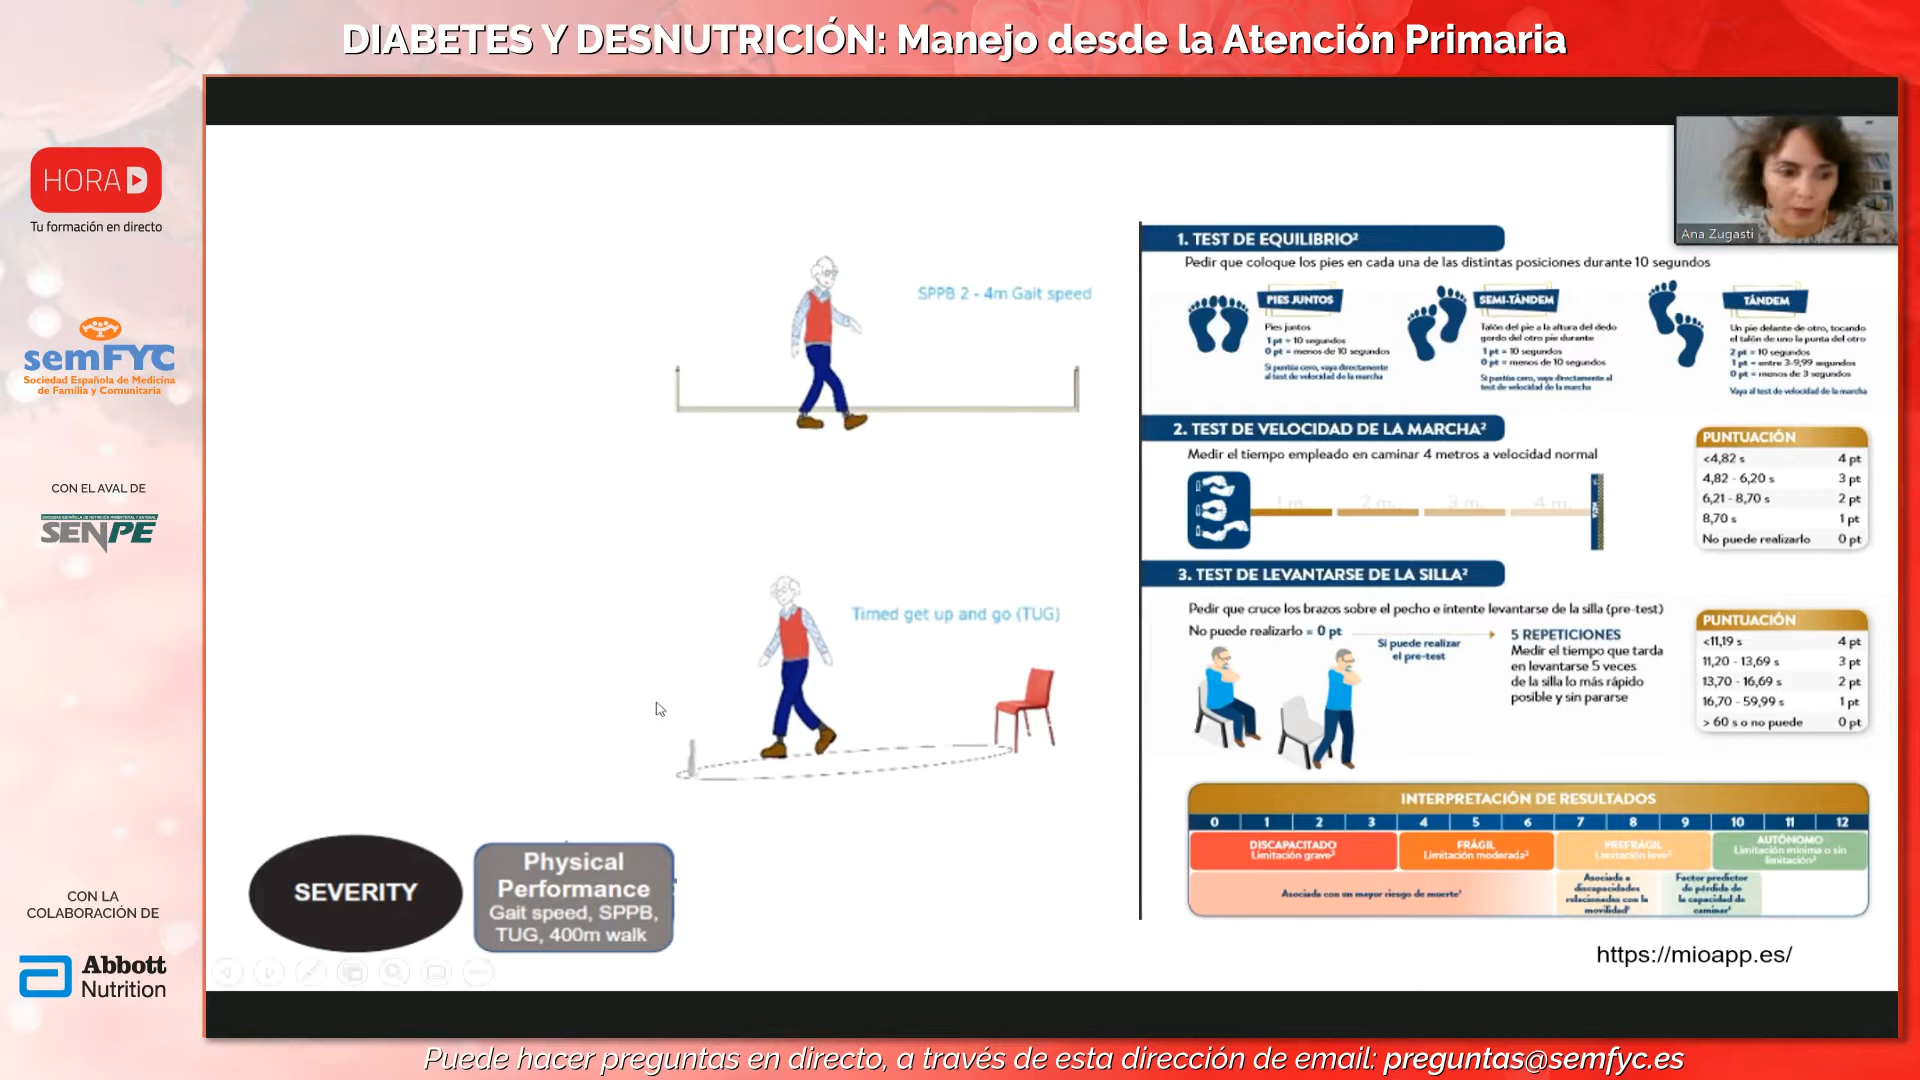 DIABETES Y DESNUTRICIÓN: Manejo desde la Atención Primaria
HORA D
Tu formación en directo
semFYC
Sociedad Española de Medicina
de Familia y Comunitaria
CON EL AVAL DE
SENPE
CON LA
COLABORACIÓN DE
Abbott
Nutrition
Ana Zugasti
SPPB 2 - 4m Gait speed
Timed get up and go (TUG)
SEVERITY
Physical
Performance
Gait speed, SPPB,
TUG, 400m walk
1. TEST DE EQUILIBRIO²
Pedir que coloque los pies en cada una de las distintas posiciones durante 10 segundos
PIES JUNTOS
Pies juntos
1 pt = 10 segundos
0 pt = menos de 10 segundos
Si puntúa cero, vaya directamente
al test de velocidad de la marcha
SEMI-TÁNDEM
Talón del pie a la altura del dedo
gordo del otro pie durante
1 pt = 10 segundos
0 pt = menos de 10 segundos
Si puntúa cero, vaya directamente al
test de velocidad de la marcha
TÁNDEM
Un pie delante de otro, tocando
el talón de uno la punta del otro
2 pt = 10 segundos
1 pt = entre 3-9,99 segundos
0 pt = menos de 3 segundos
Vaya al test de velocidad de la marcha
2. TEST DE VELOCIDAD DE LA MARCHA²
Medir el tiempo empleado en caminar 4 metros a velocidad normal
1 m 2 m 3 m 4 m
META
PUNTUACIÓN
<4,82 s 4 pt
4,82 - 6,20 s 3 pt
6,21 - 8,70 s 2 pt
8,70 s 1 pt
No puede realizarlo 0 pt
3. TEST DE LEVANTARSE DE LA SILLA²
Pedir que cruce los brazos sobre el pecho e intente levantarse de la silla (pre-test)
No puede realizarlo = 0 pt
Si puede realizar
el pre-test
5 REPETICIONES
Medir el tiempo que tarda
en levantarse 5 veces
de la silla lo más rápido
posible y sin pararse
PUNTUACIÓN
<11,19 s 4 pt
11,20 - 13,69 s 3 pt
13,70 - 16,69 s 2 pt
16,70 - 59,99 s 1 pt
> 60 s o no puede 0 pt
INTERPRETACIÓN DE RESULTADOS
0 1 2 3 4 5 6 7 8 9 10 11 12
DISCAPACITADO
Limitación grave³
FRÁGIL
Limitación moderada³
PREFRÁGIL
Limitación leve³
AUTÓNOMO
Limitación mínima o sin
limitación³
Asociada con un mayor riesgo de muerte⁴
Asociada a
discapacidades
relacionadas con la
movilidad⁵
Factor predictor
de pérdida de
la capacidad de
caminar⁶
https://mioapp.es/
Puede hacer preguntas en directo, a través de esta dirección de email: preguntas@semfyc.es